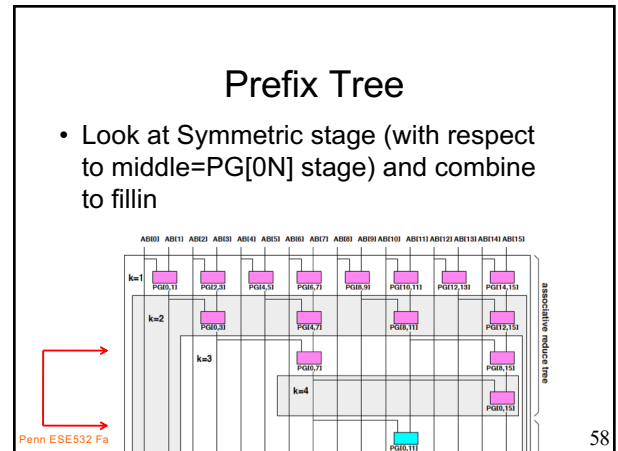 Prefix Tree
• Look at Symmetric stage (with respect
to middle=PG[0N] stage) and combine
to fillin
AB[0] AB[1] AB[2] AB[3] AB[4] AB[5] AB[6] AB[7] AB[8] AB[9] AB[10] AB[11] AB[12] AB[13] AB[14] AB[15]
k=1
PG[0,1] PG[2,3] PG[4,5] PG[6,7] PG[8,9] PG[10,11] PG[12,13] PG[14,15]
k=2
PG[0,3] PG[4,7] PG[8,11] PG[12,15]
k=3
PG[0,7] PG[8,15]
k=4
PG[0,15]
PG[0,11]
associative reduce tree
Penn ESE532 Fa
58